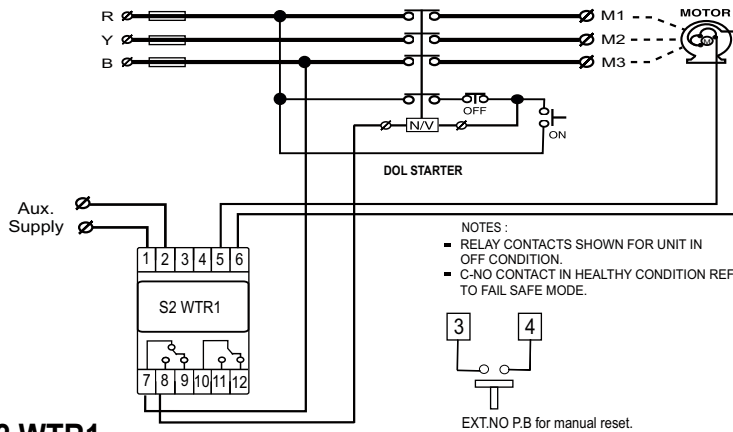 R
M1
MOTOR
Y
M2
M
B
M3
OFF
N/V
ON
DOL STARTER
Aux.
Supply
NOTES :
RELAY CONTACTS SHOWN FOR UNIT IN
OFF CONDITION.
C-NO CONTACT IN HEALTHY CONDITION REF
TO FAIL SAFE MODE.
1 2 3 4 5 6
S2 WTR1
3 4
7 8 9 10 11 12
EXT.NO P.B for manual reset.
WTR1